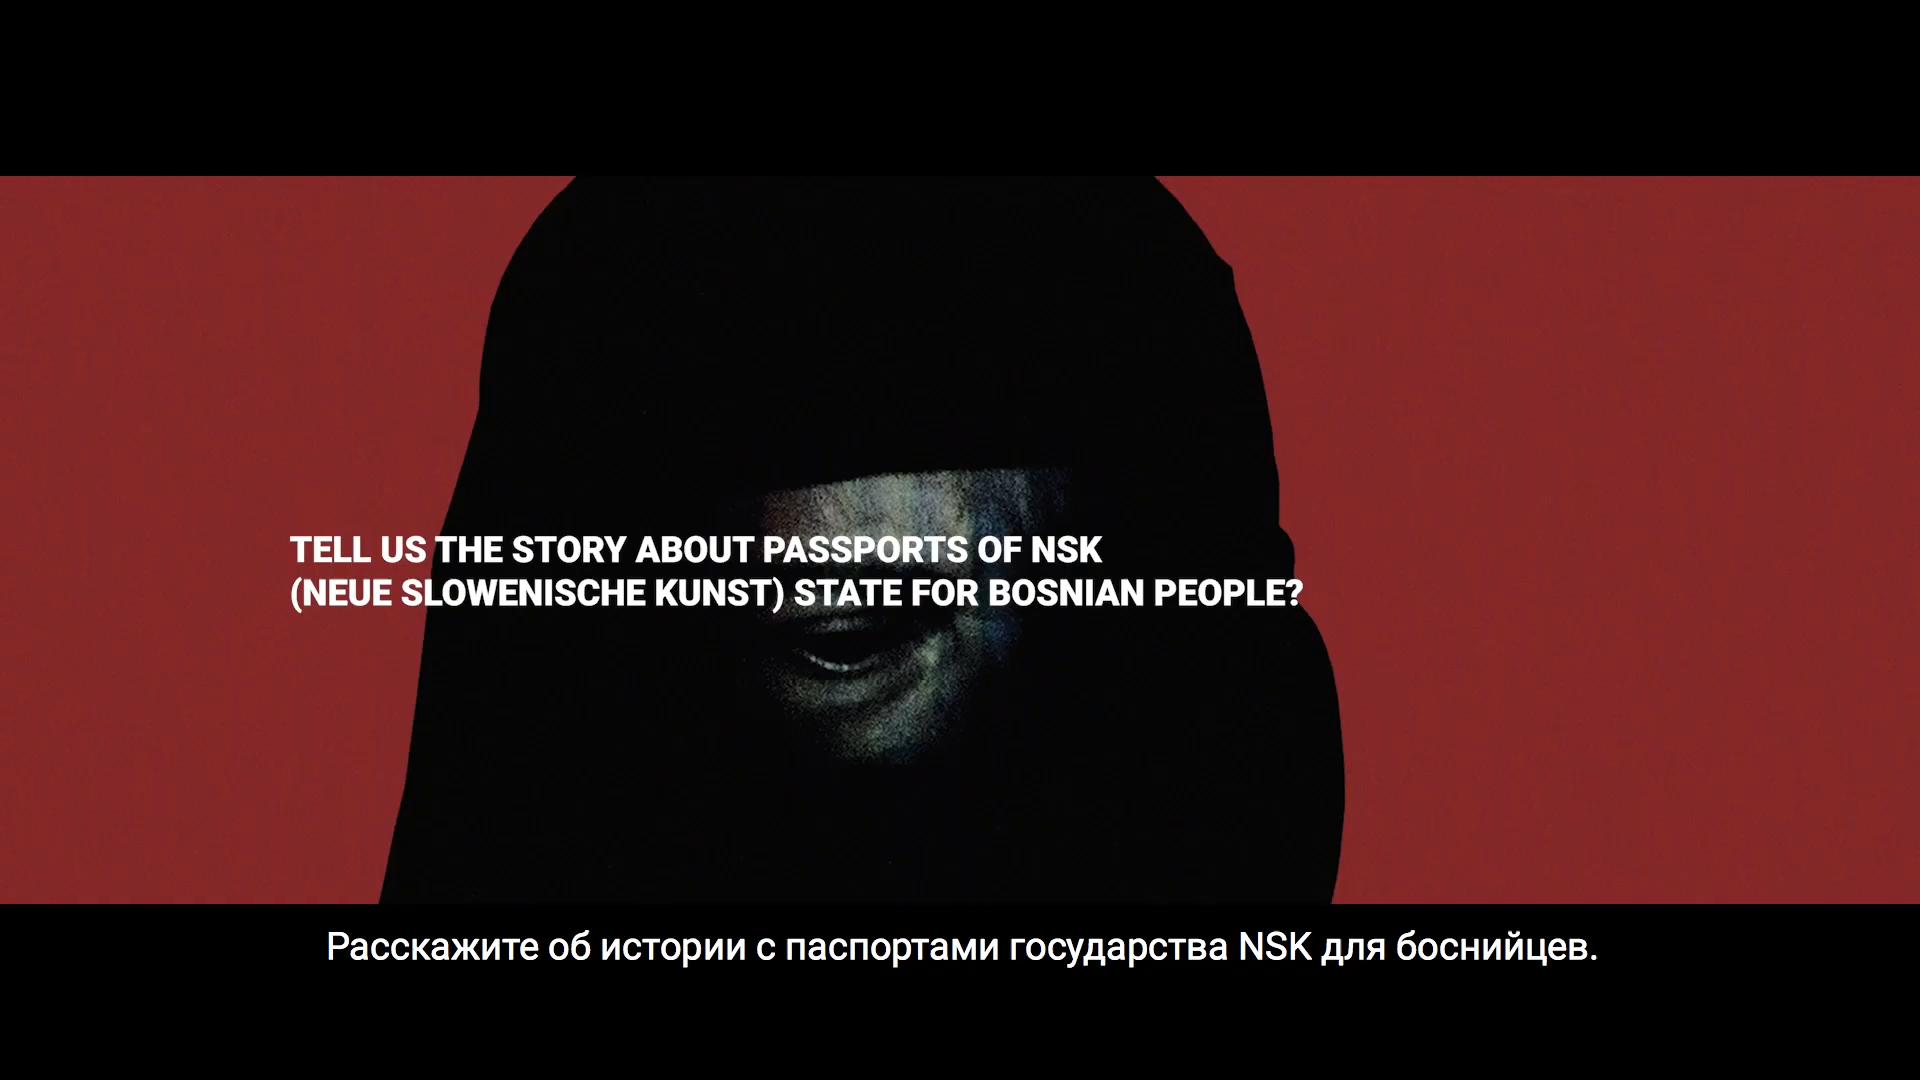 TELL US THE STORY ABOUT PASSPORTS OF NSK
(NEUE SLOWENISCHE KUNST) STATE FOR BOSNIAN PEOPLE?
Расскажите об истории с паспортами государства NSK для боснийцев.